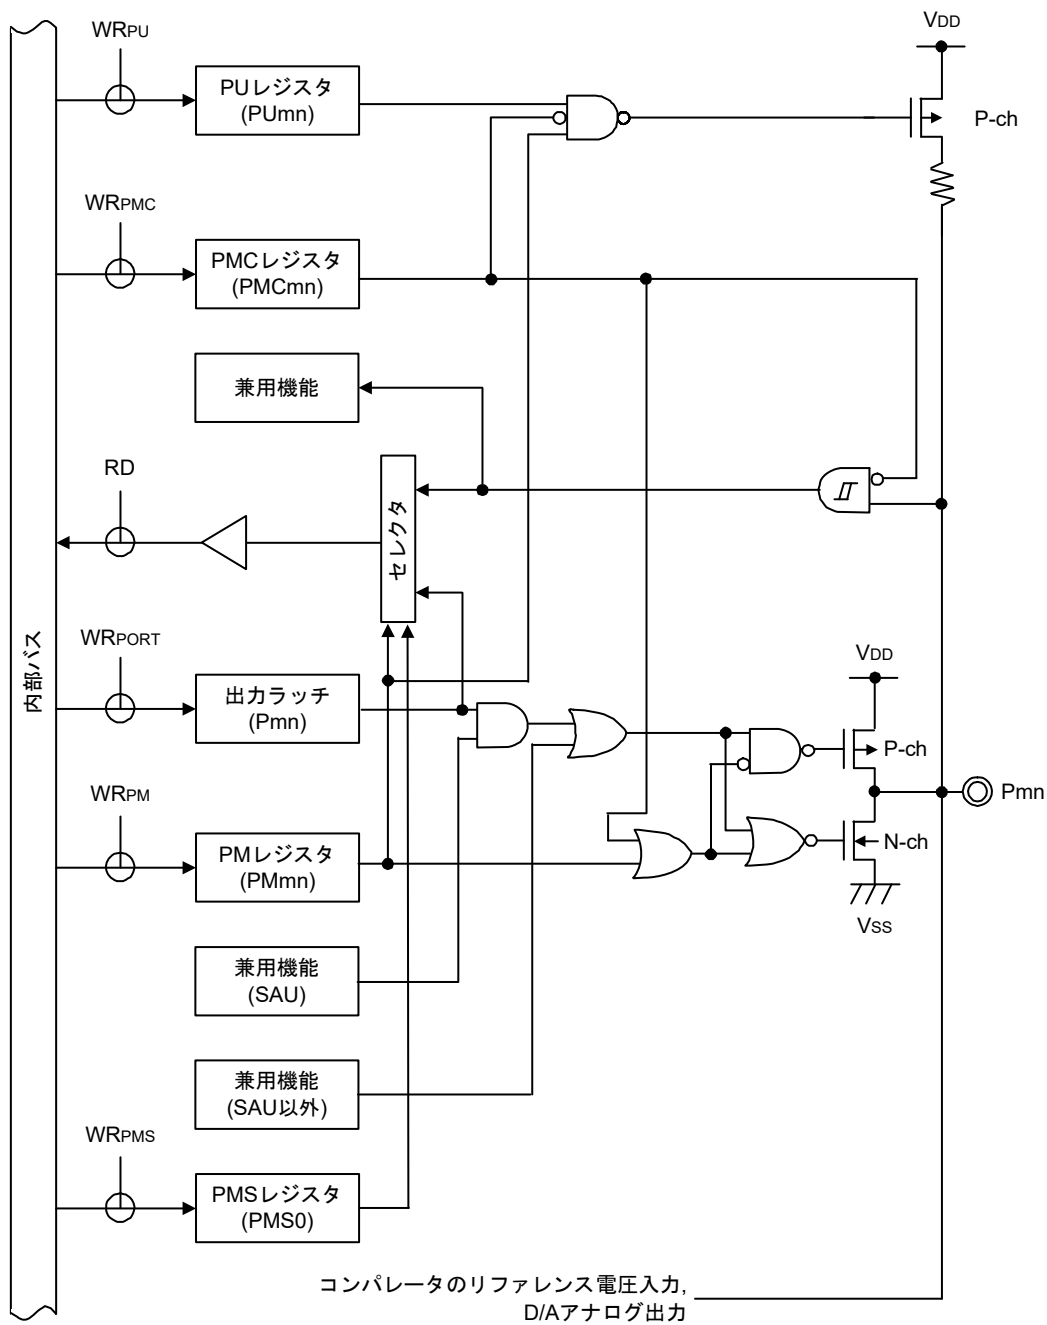 WRPU
VDD
PUレジスタ
(PUmn)
P-ch
WRPMC
PMCレジスタ
(PMCmn)
兼用機能
RD
セレクタ
内部バス
WRPORT
VDD
出力ラッチ
(Pmn)
P-ch
WRPM
Pmn
PMレジスタ
(PMmn)
N-ch
VSS
兼用機能
(SAU)
兼用機能
(SAU以外)
WRPMS
PMSレジスタ
(PMS0)
コンパレータのリファレンス電圧入力,
D/Aアナログ出力